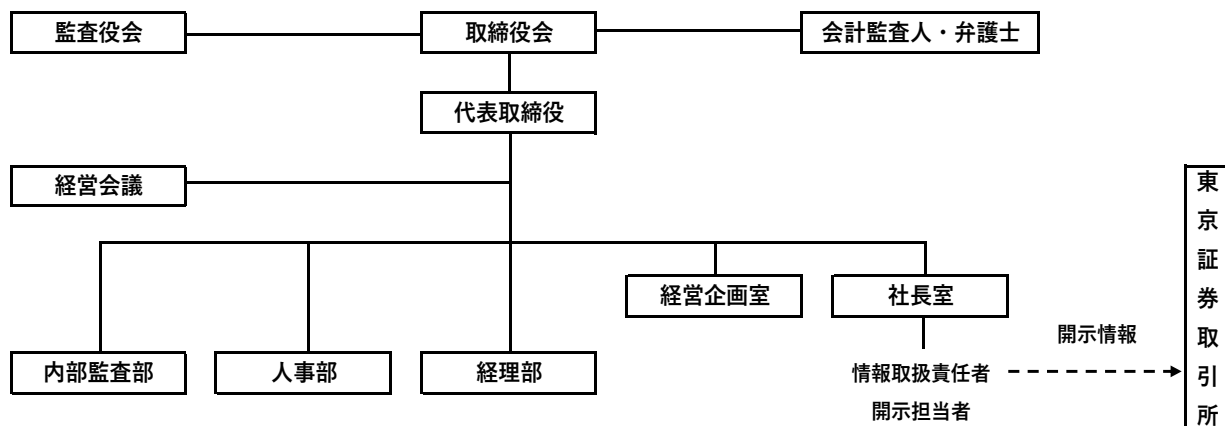 監査役会
取締役会
会計監査人・弁護士
代表取締役
経営会議
経営企画室
社長室
内部監査部
人事部
経理部
情報取扱責任者
開示担当者
開示情報
東京証券取引所